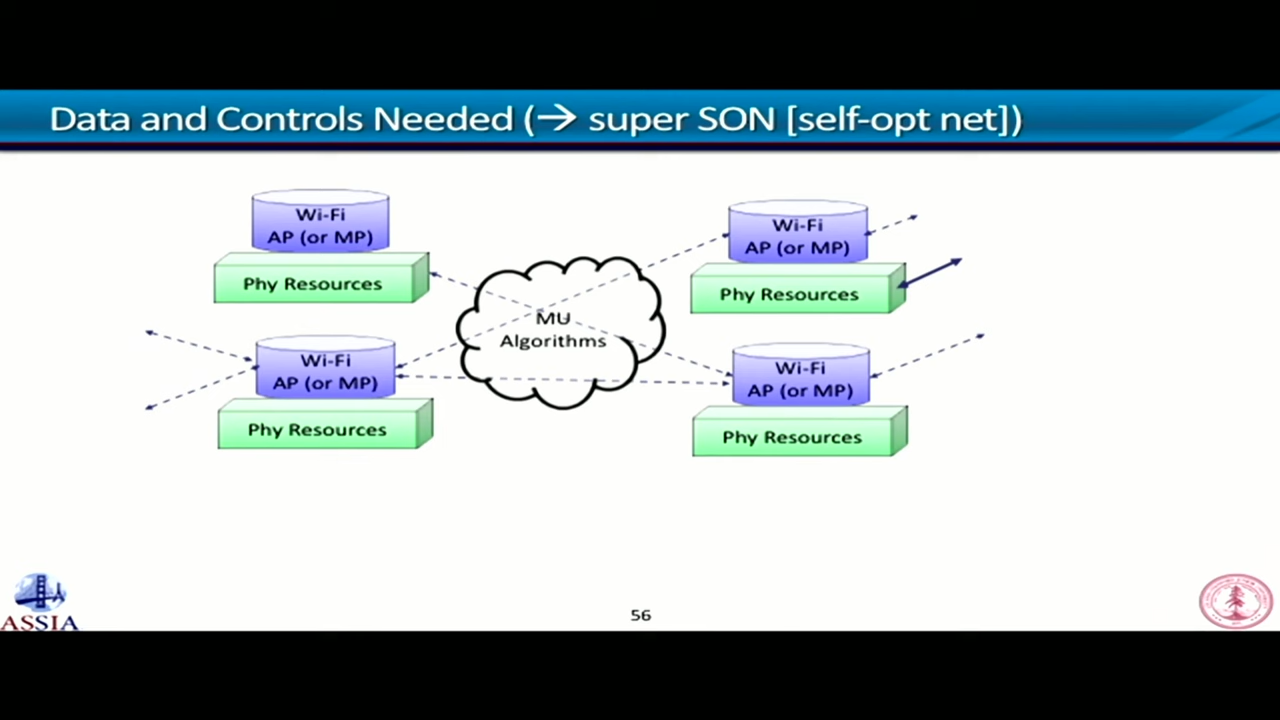 Data and Controls Needed (→ super SON [self-opt net])
Wi-Fi
AP (or MP)
Phy Resources
Wi-Fi
AP (or MP)
Phy Resources
MU
Algorithms
Wi-Fi
AP (or MP)
Phy Resources
Wi-Fi
AP (or MP)
Phy Resources
ASSIA
56